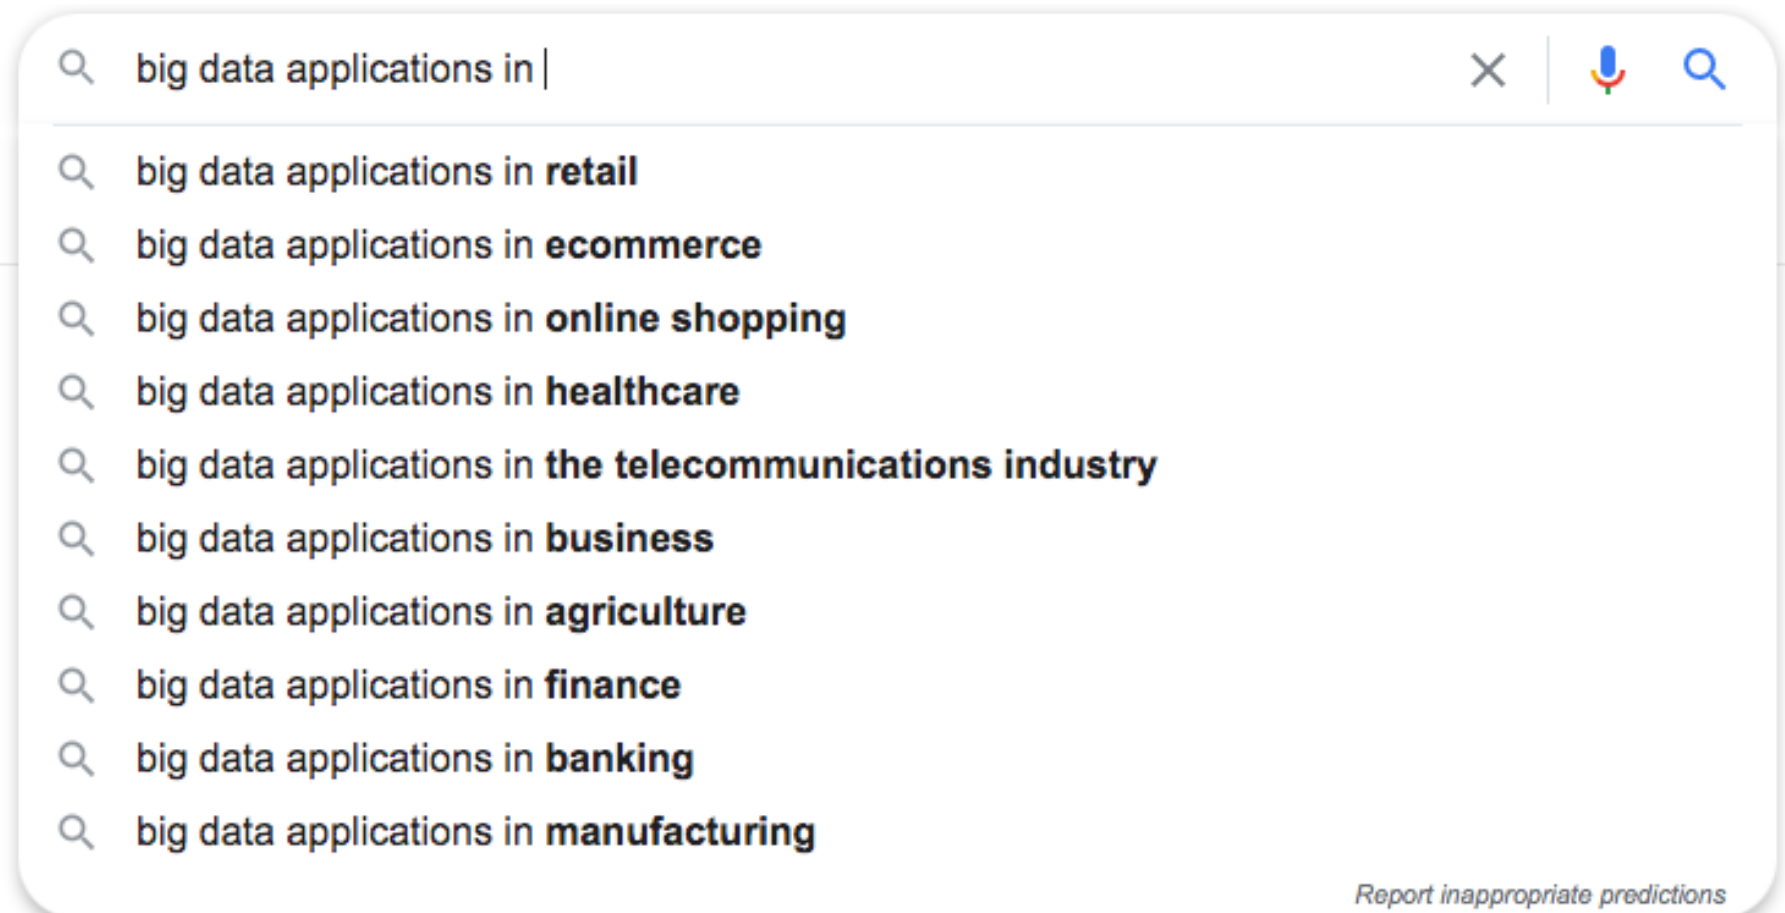 big data applications in
big data applications in retail
big data applications in ecommerce
big data applications in online shopping
big data applications in healthcare
big data applications in the telecommunications industry
big data applications in business
big data applications in agriculture
big data applications in finance
big data applications in banking
big data applications in manufacturing
Report inappropriate predictions